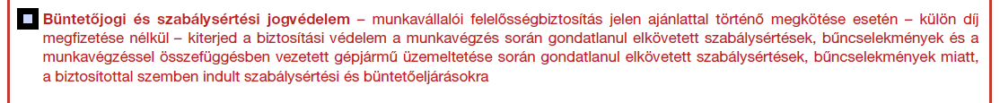 Büntetőjogi és szabálysértési jogvédelem – munkavállalói felelősségbiztosítás jelen ajánlattal történő megkötése esetén – külön díj
megfizetése nélkül – kiterjed a biztosítási védelem a munkavégzés során gondatlanul elkövetett szabálysértések, bűncselekmények és a
munkavégzéssel összefüggésben vezetett gépjármű üzemeltetése során gondatlanul elkövetett szabálysértések, bűncselekmények miatt,
a biztosítottal szemben indult szabálysértési és büntetőeljárásokra